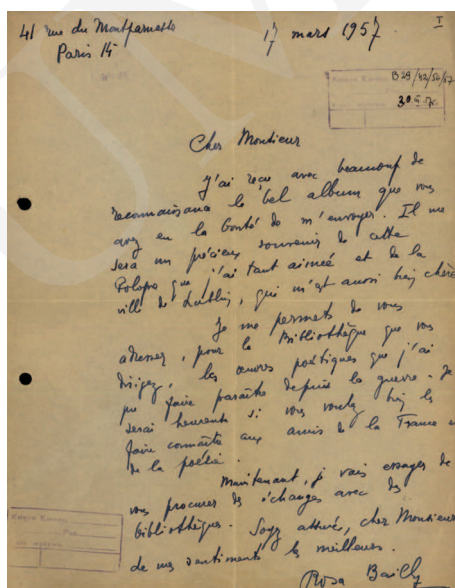 41 rue du Montparnasse
Paris 14
17 mars 1957.
I
B 29/42/56/57
30.
Cher Monsieur
J'ai reçu avec beaucoup de
reconnaissance le bel album que vous
avez eu la bonté de m'envoyer. Il me
sera un précieux souvenir de cette
Pologne que j'ai tant aimée et de la
ville de Lublin, qui m'est aussi bien chère
Je me permets de vous
adresser, pour la Bibliothèque que vous
dirigez, les œuvres poétiques que j'ai
pu faire paraître depuis la guerre. Je
serai heureuse si vous voulez bien les
faire connaître aux amis de la France et
de la poésie.
Maintenant, je vais essayer de
vous procurer des échanges avec des
bibliothèques. Soyez assuré, cher Monsieur
de mes sentiments les meilleurs.
Rosa Bailly